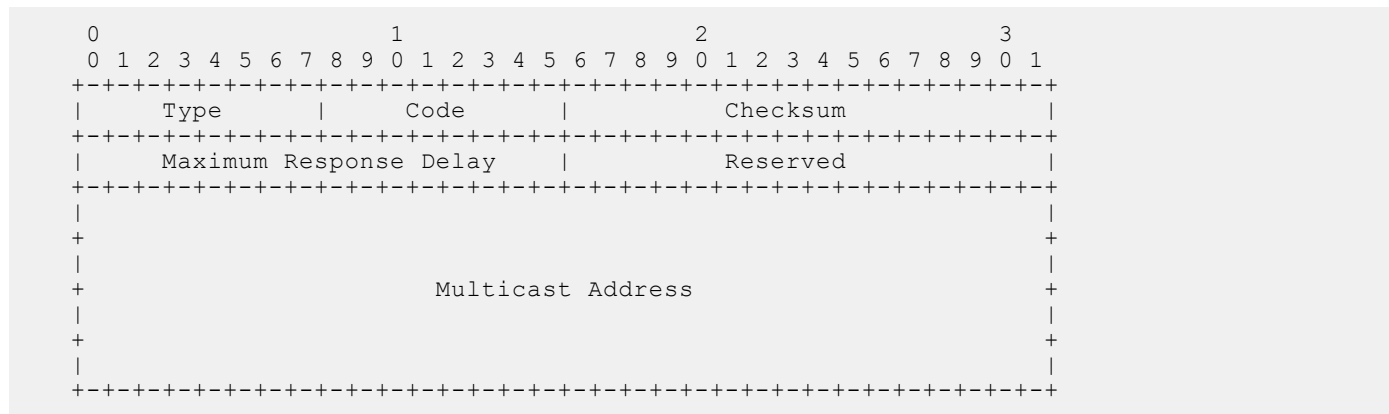 0                   1                   2                   3
 0 1 2 3 4 5 6 7 8 9 0 1 2 3 4 5 6 7 8 9 0 1 2 3 4 5 6 7 8 9 0 1
+-+-+-+-+-+-+-+-+-+-+-+-+-+-+-+-+-+-+-+-+-+-+-+-+-+-+-+-+-+-+-+-+
|     Type      |     Code      |          Checksum             |
+-+-+-+-+-+-+-+-+-+-+-+-+-+-+-+-+-+-+-+-+-+-+-+-+-+-+-+-+-+-+-+-+
|     Maximum Response Delay    |          Reserved             |
+-+-+-+-+-+-+-+-+-+-+-+-+-+-+-+-+-+-+-+-+-+-+-+-+-+-+-+-+-+-+-+-+
|                                                               |
+                                                               +
|                                                               |
+                       Multicast Address                       +
|                                                               |
+                                                               +
|                                                               |
+-+-+-+-+-+-+-+-+-+-+-+-+-+-+-+-+-+-+-+-+-+-+-+-+-+-+-+-+-+-+-+-+